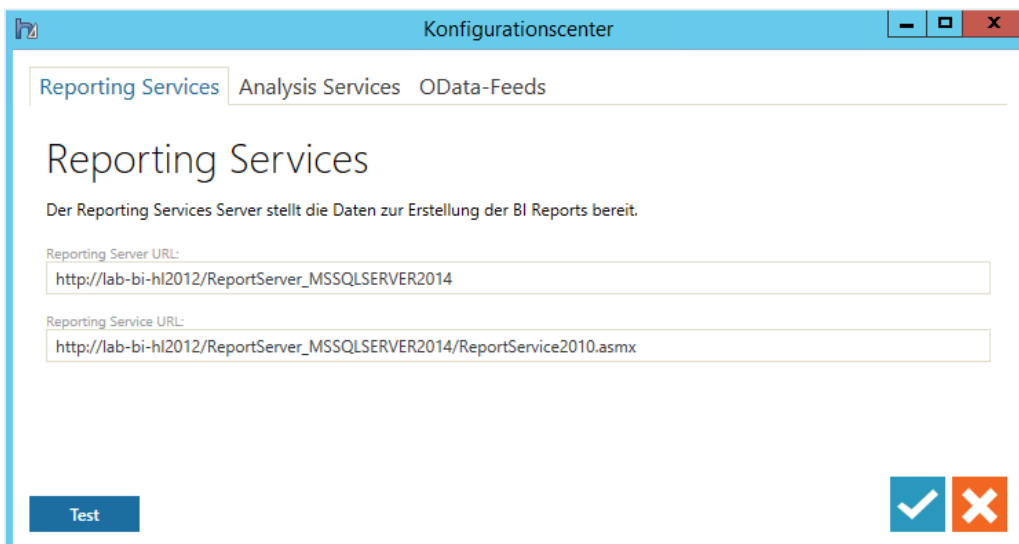 Konfigurationscenter
Reporting Services Analysis Services OData-Feeds
Reporting Services
Der Reporting Services Server stellt die Daten zur Erstellung der BI Reports bereit.
Reporting Server URL:
http://lab-bi-hl2012/ReportServer_MSSQLSERVER2014
Reporting Service URL:
http://lab-bi-hl2012/ReportServer_MSSQLSERVER2014/ReportService2010.asmx
Test